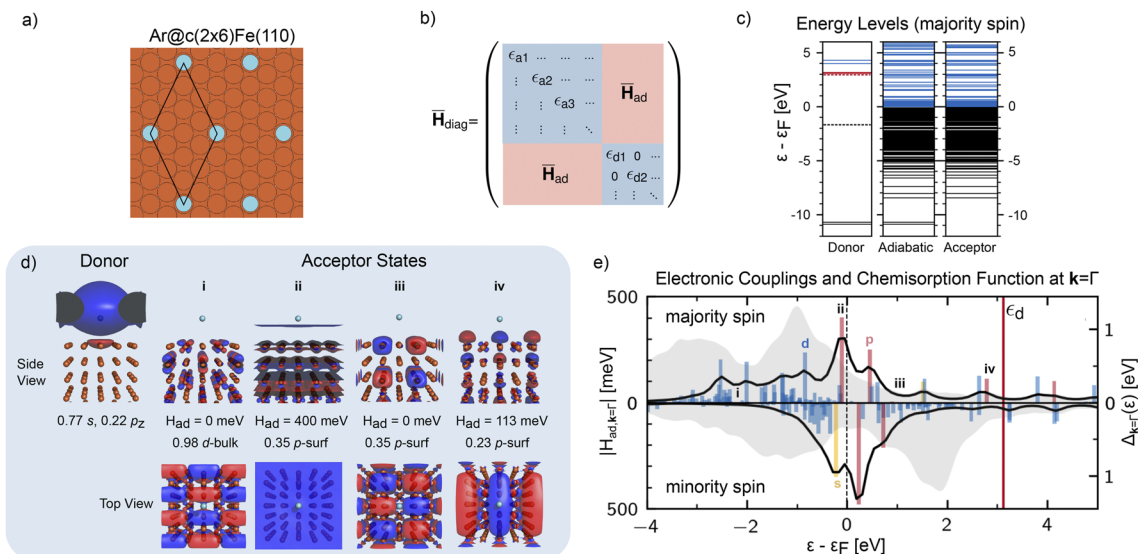 a)
Ar@c(2x6)Fe(110)
b)
H̅diag=
ϵa1 ... ... ...
⋮ ϵa2 ... ...
⋮ ⋮ ϵa3 ...
⋮ ⋮ ⋮ ⋱
H̅ad
H̅ad
ϵd1 0 ...
0 ϵd2 ...
⋮ ⋮ ⋱
c)
Energy Levels (majority spin)
ε - εF [eV]
5
0
-5
-10
5
0
-5
-10
Donor
Adiabatic
Acceptor
d)
Donor
Acceptor States
i
ii
iii
iv
Side
View
0.77 s, 0.22 pz
Had = 0 meV
0.98 d-bulk
Had = 400 meV
0.35 p-surf
Had = 0 meV
0.35 p-surf
Had = 113 meV
0.23 p-surf
Top View
e)
Electronic Couplings and Chemisorption Function at k=Γ
majority spin
minority spin
|Had,k=Γ| [meV]
500
0
500
Δk=Γ(ε) [eV]
1
0
1
i
ii
iii
iv
d
p
s
ϵd
−4
−2
0
2
4
ε - εF [eV]